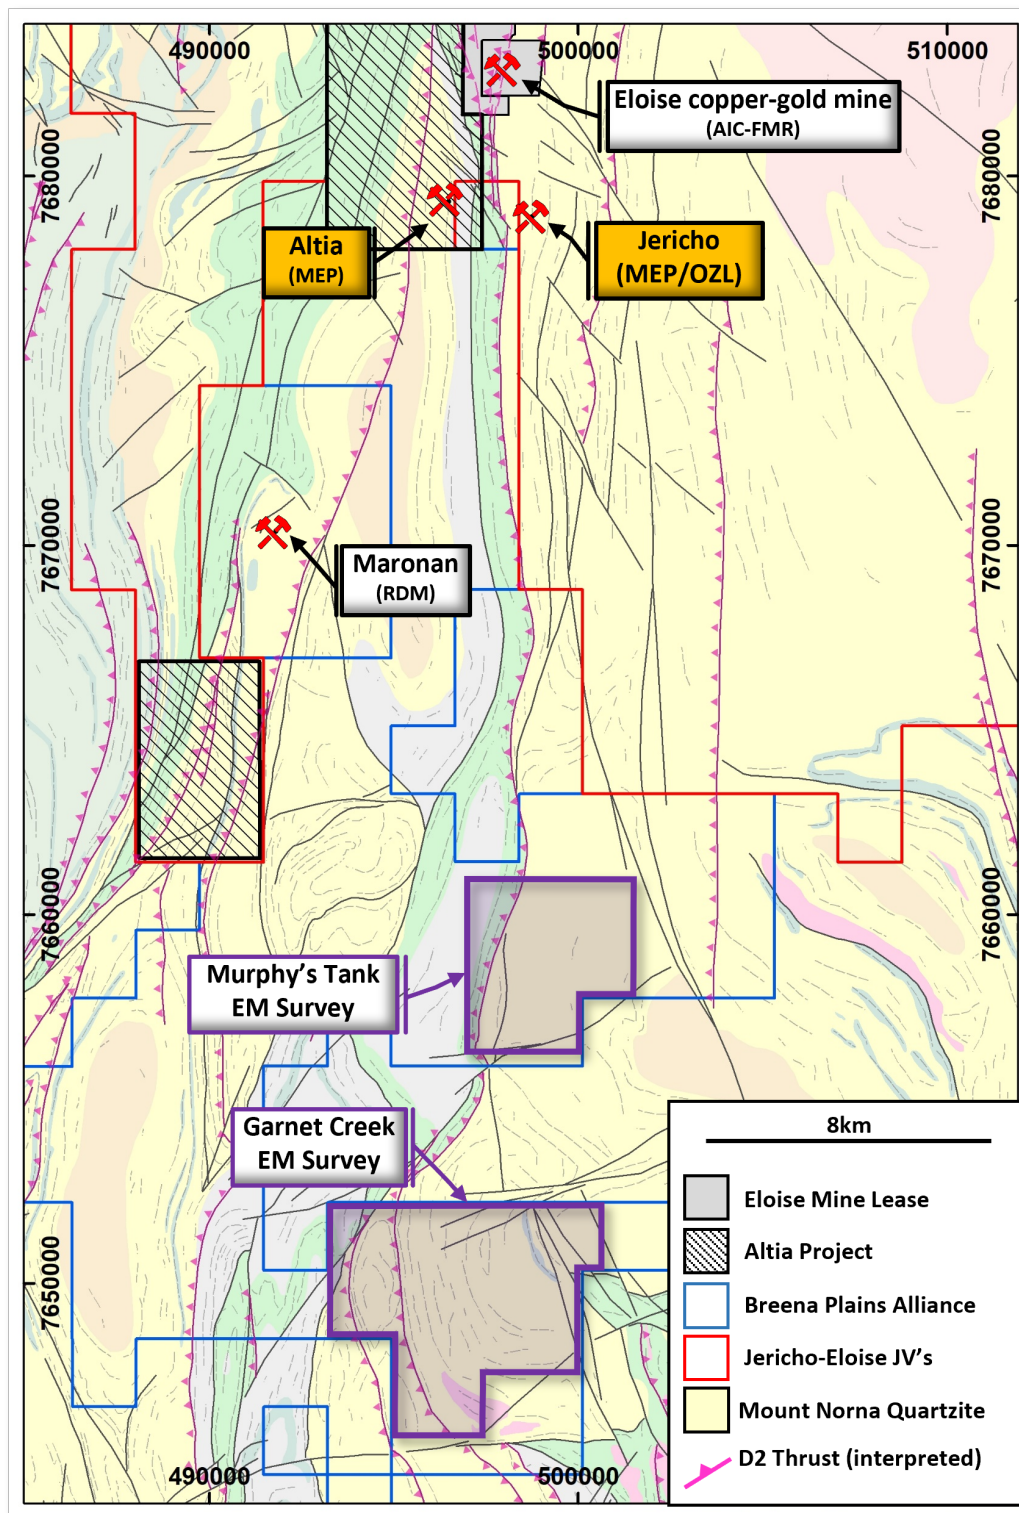 490000
500000
510000
Eloise copper-gold mine
(AIC-FMR)
7680000
7680000
Altia
(MEP)
Jericho
(MEP/OZL)
7670000
7670000
Maronan
(RDM)
7660000
7660000
Murphy's Tank
EM Survey
Garnet Creek
EM Survey
7650000
8km
Eloise Mine Lease
Altia Project
Breena Plains Alliance
Jericho-Eloise JV's
Mount Norna Quartzite
D2 Thrust (interpreted)
490000
500000